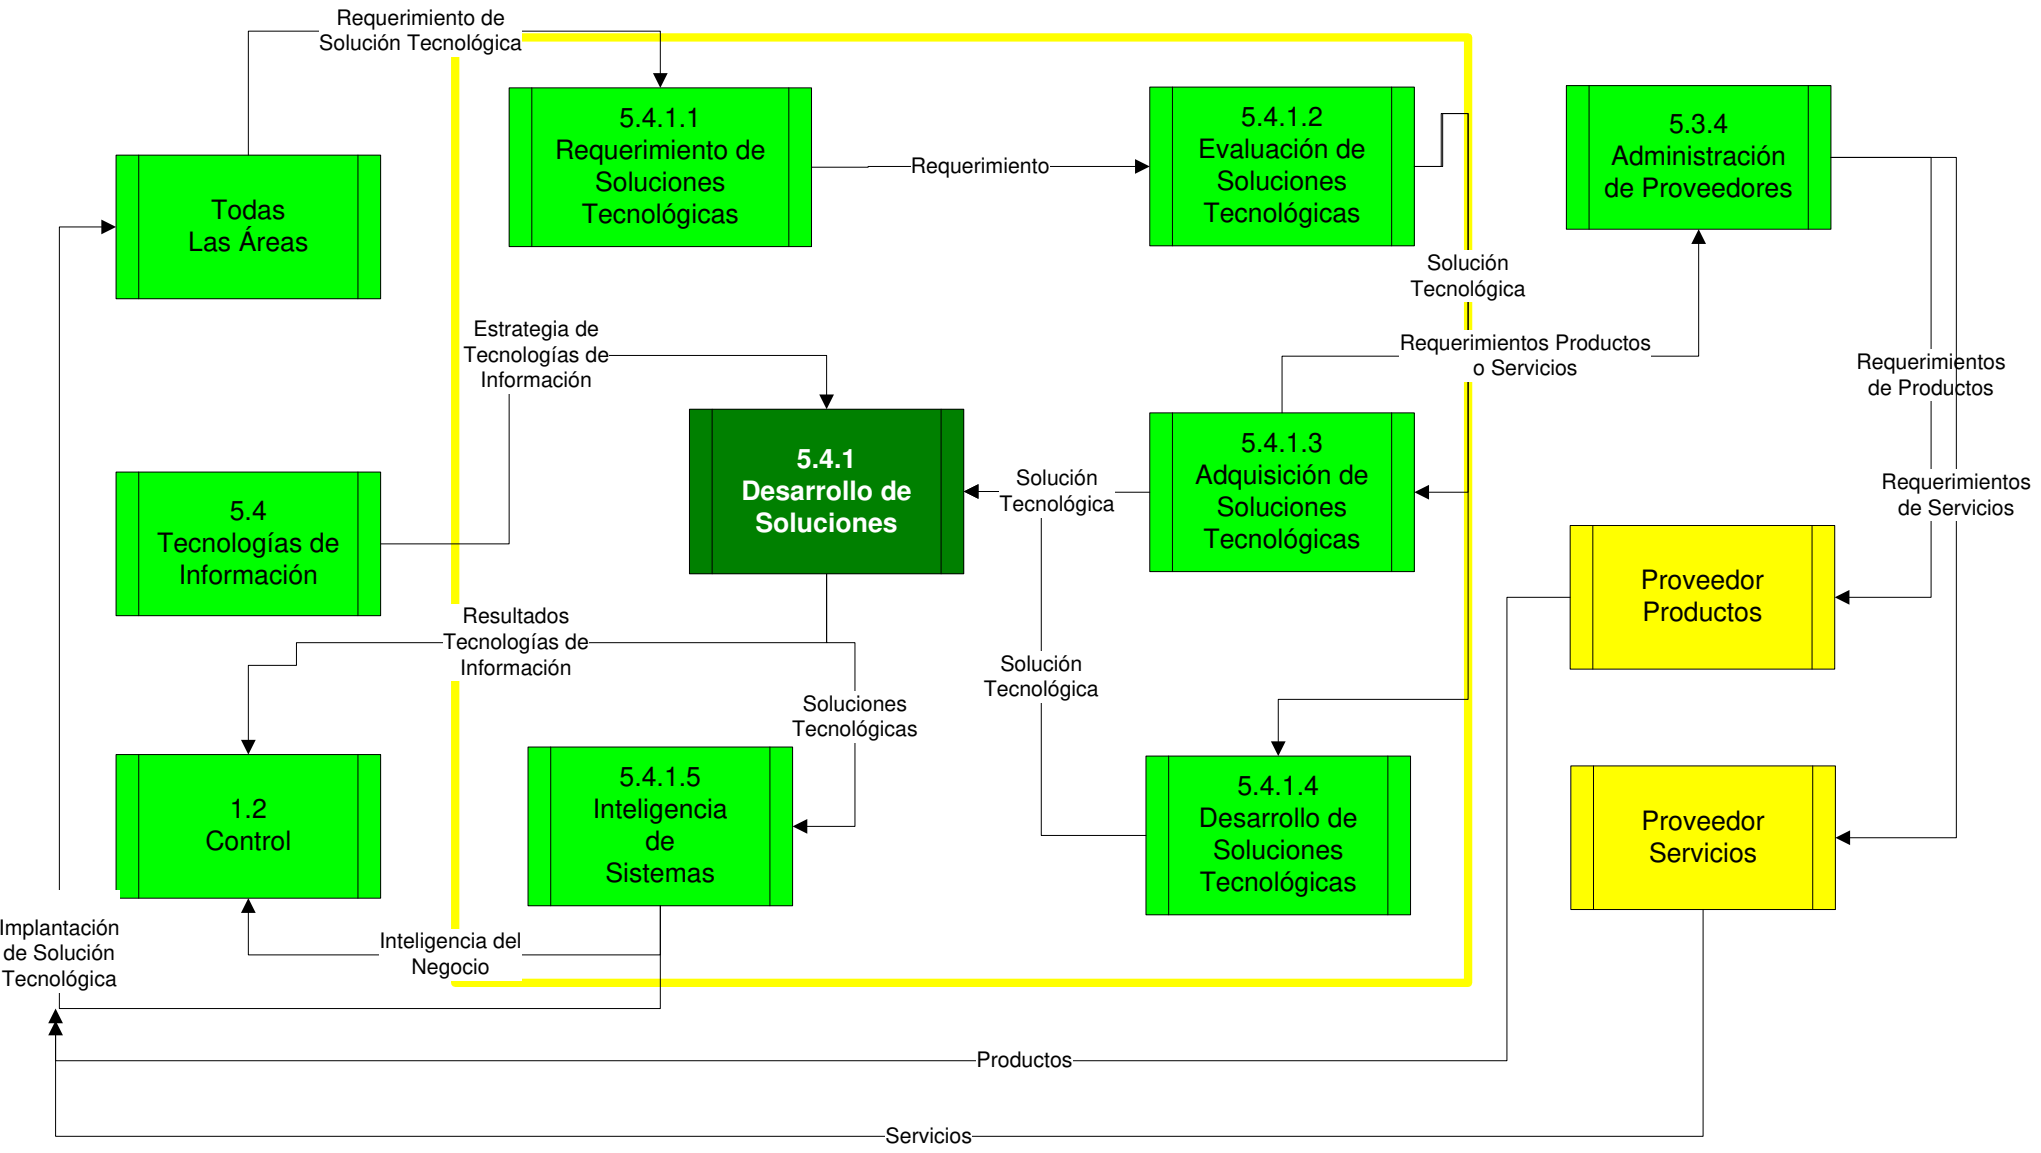 Requerimiento de
Solución Tecnológica
5.4.1.1
Requerimiento de
Soluciones
Tecnológicas
Requerimiento
5.4.1.2
Evaluación de
Soluciones
Tecnológicas
5.3.4
Administración
de Proveedores
Todas
Las Áreas
Solución
Tecnológica
Estrategia de
Tecnologías de
Información
Requerimientos Productos
o Servicios
Requerimientos
de Productos
5.4.1
Desarrollo de
Soluciones
Solución
Tecnológica
5.4.1.3
Adquisición de
Soluciones
Tecnológicas
Requerimientos
de Servicios
5.4
Tecnologías de
Información
Proveedor
Productos
Resultados
Tecnologías de
Información
Solución
Tecnológica
Soluciones
Tecnológicas
1.2
Control
5.4.1.5
Inteligencia
de
Sistemas
5.4.1.4
Desarrollo de
Soluciones
Tecnológicas
Proveedor
Servicios
Implantación
de Solución
Tecnológica
Inteligencia del
Negocio
Productos
Servicios